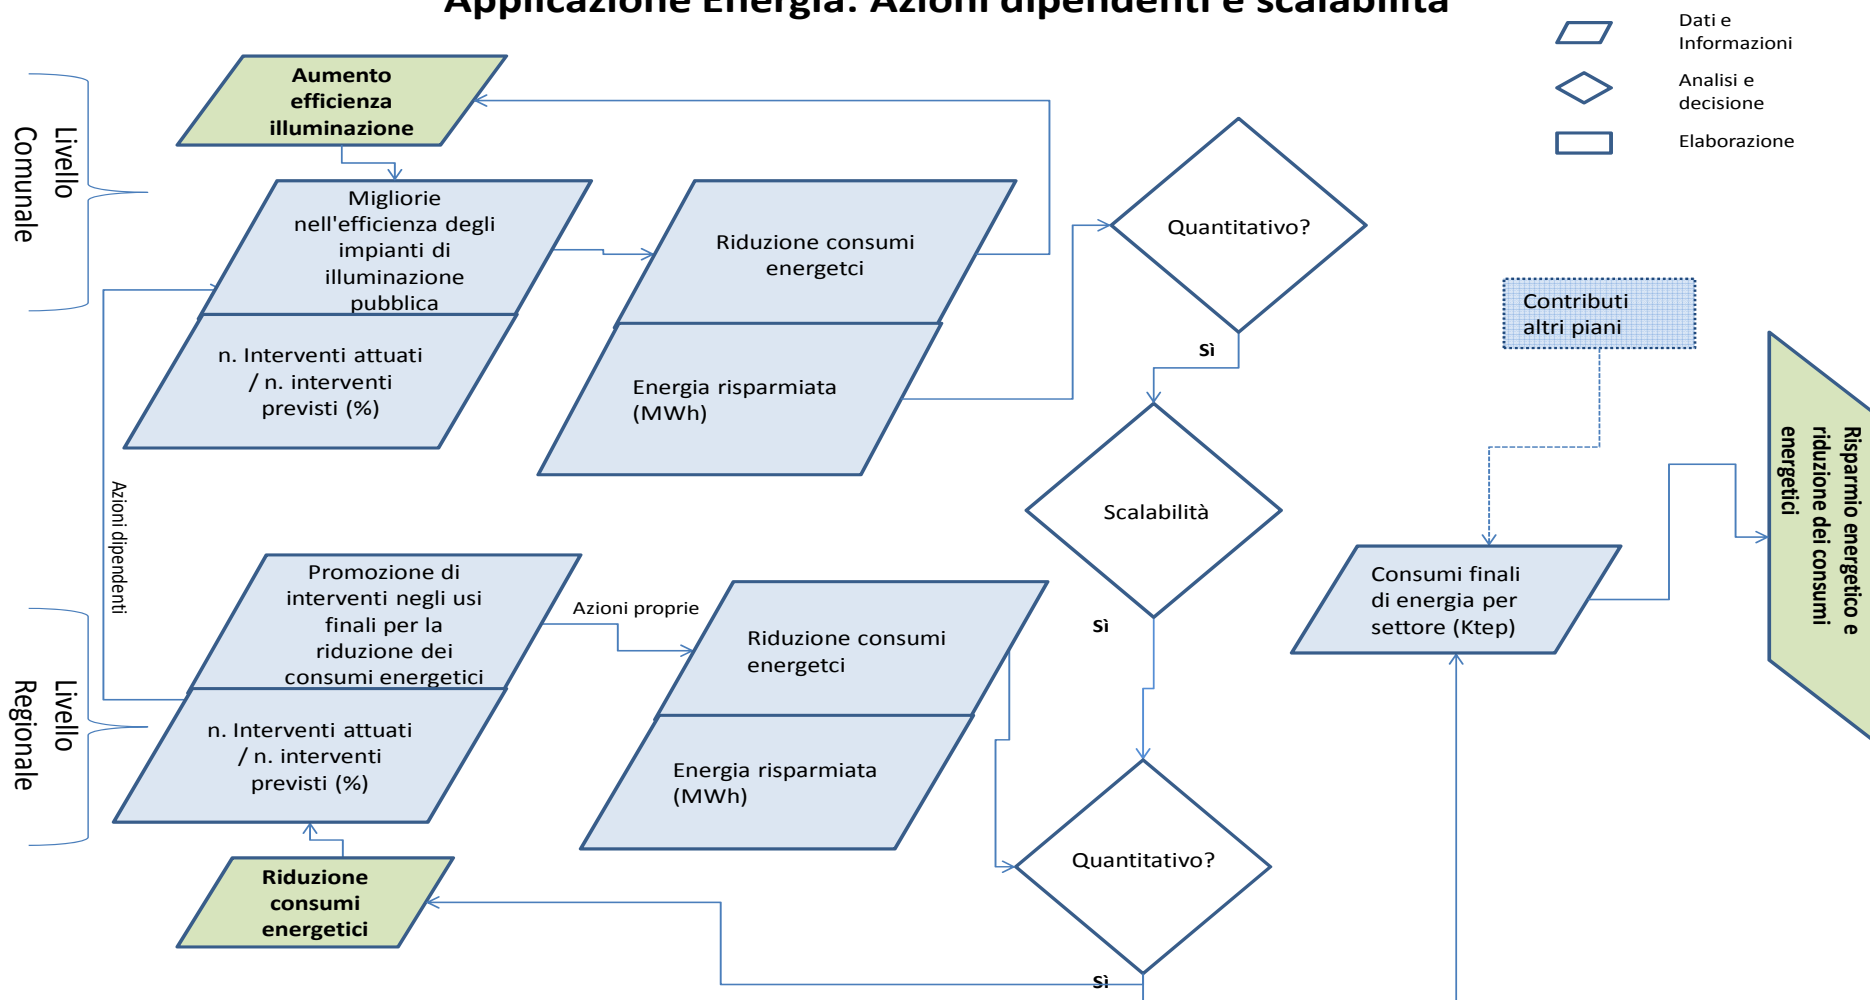 Applicazione Energia: Azioni dipendenti e scalabilità
Dati e
Informazioni
Analisi e
decisione
Elaborazione
Livello
Comunale
Aumento
efficienza
illuminazione
Migliorie
nell'efficienza degli
impianti di
illuminazione
pubblica
n. Interventi attuati
/ n. interventi
previsti (%)
Riduzione consumi
energetci
Energia risparmiata
(MWh)
Quantitativo?
Sì
Scalabilità
Sì
Contributi
altri piani
Risparmio energetico e
riduzione dei consumi
energetici
Consumi finali
di energia per
settore (Ktep)
Azioni dipendenti
Livello
Regionale
Promozione di
interventi negli usi
finali per la
riduzione dei
consumi energetici
n. Interventi attuati
/ n. interventi
previsti (%)
Azioni proprie
Riduzione consumi
energetci
Energia risparmiata
(MWh)
Quantitativo?
Sì
Riduzione
consumi
energetici